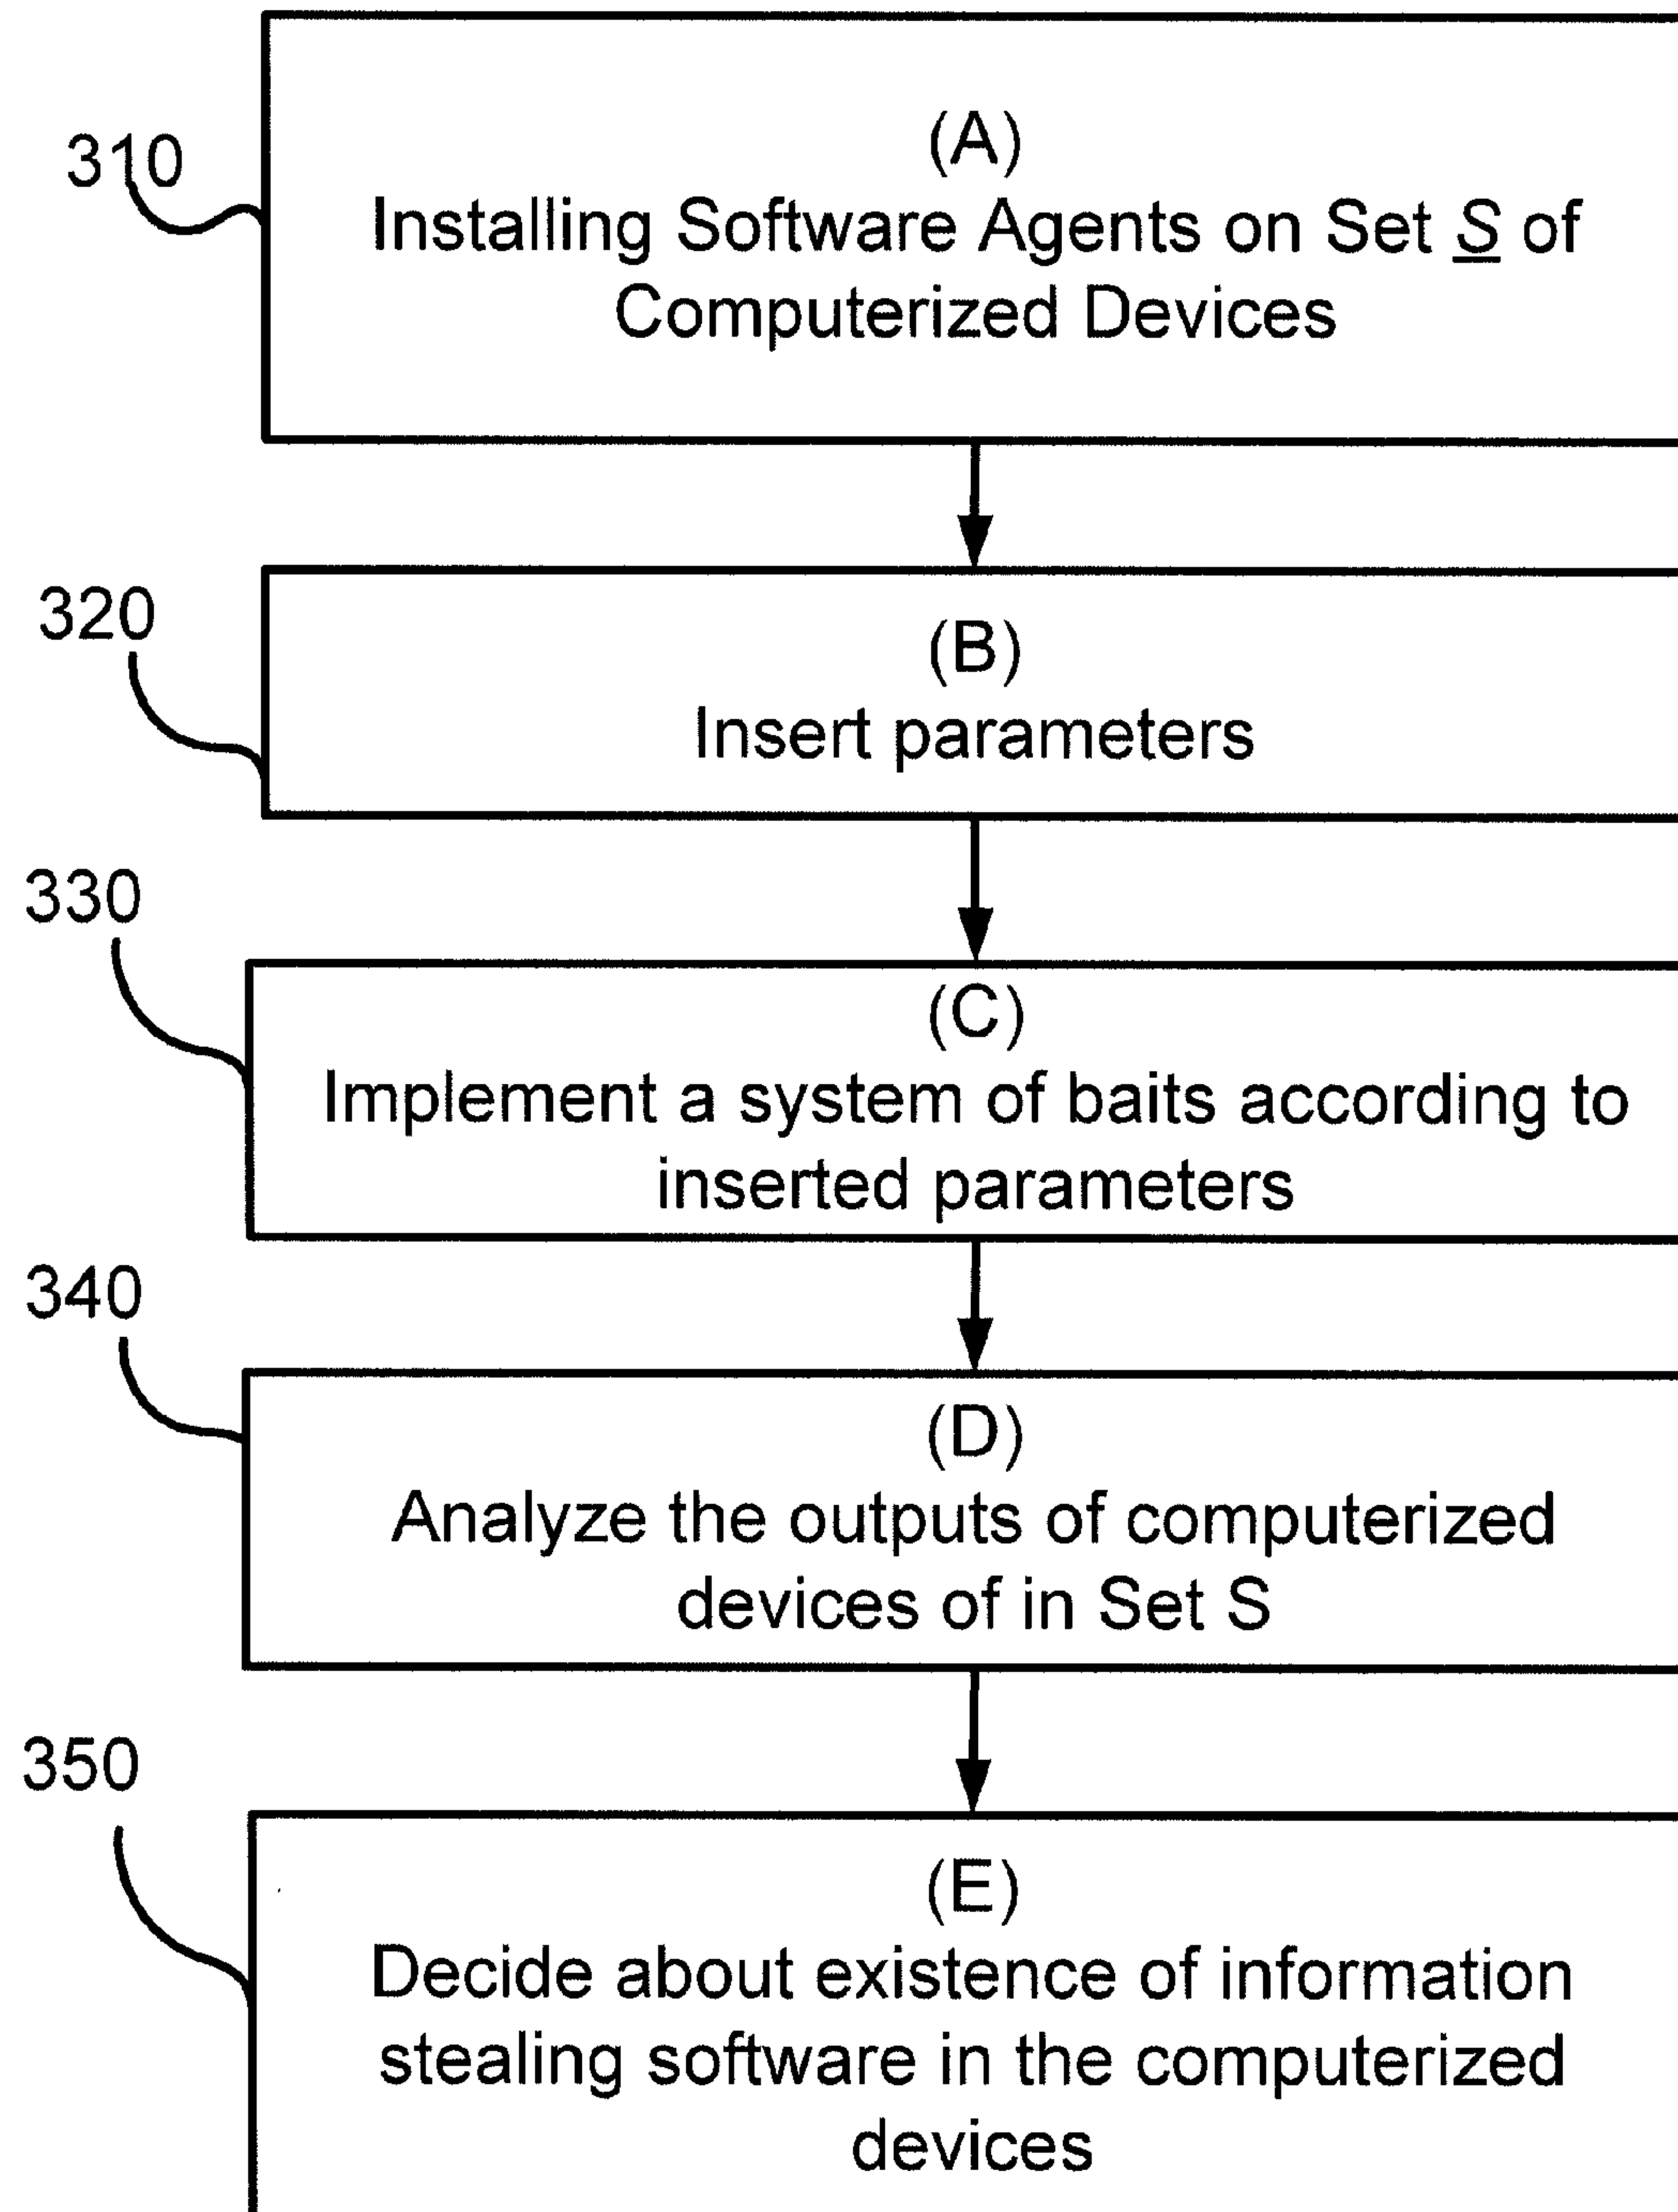 310
(A)
Installing Software Agents on Set S of
Computerized Devices
320
(B)
Insert parameters
330
(C)
Implement a system of baits according to
inserted parameters
340
(D)
Analyze the outputs of computerized
devices of in Set S
350
(E)
Decide about existence of information
stealing software in the computerized
devices